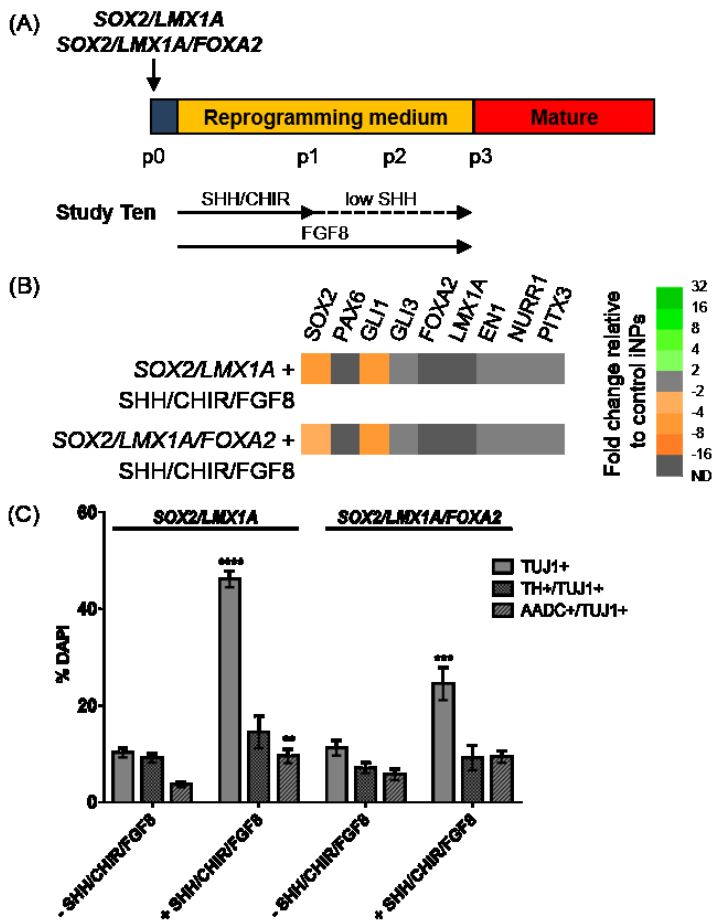 (A)
SOX2/LMX1A
SOX2/LMX1A/FOXA2
Reprogramming medium
Mature
p0
p1
p2
p3
Study Ten
SHH/CHIR
low SHH
FGF8
(B)
SOX2
PAX6
GLI1
GLI3
FOXA2
LMX1A
EN1
NURR1
PITX3
SOX2/LMX1A +
SHH/CHIR/FGF8
SOX2/LMX1A/FOXA2 +
SHH/CHIR/FGF8
Fold change relative
to control iNPs
32
16
8
4
2
-2
-4
-8
-16
ND
(C)
SOX2/LMX1A
SOX2/LMX1A/FOXA2
% DAPI
60
40
20
0
****
**
***
TUJ1+
TH+/TUJ1+
AADC+/TUJ1+
- SHH/CHIR/FGF8
+ SHH/CHIR/FGF8
- SHH/CHIR/FGF8
+ SHH/CHIR/FGF8